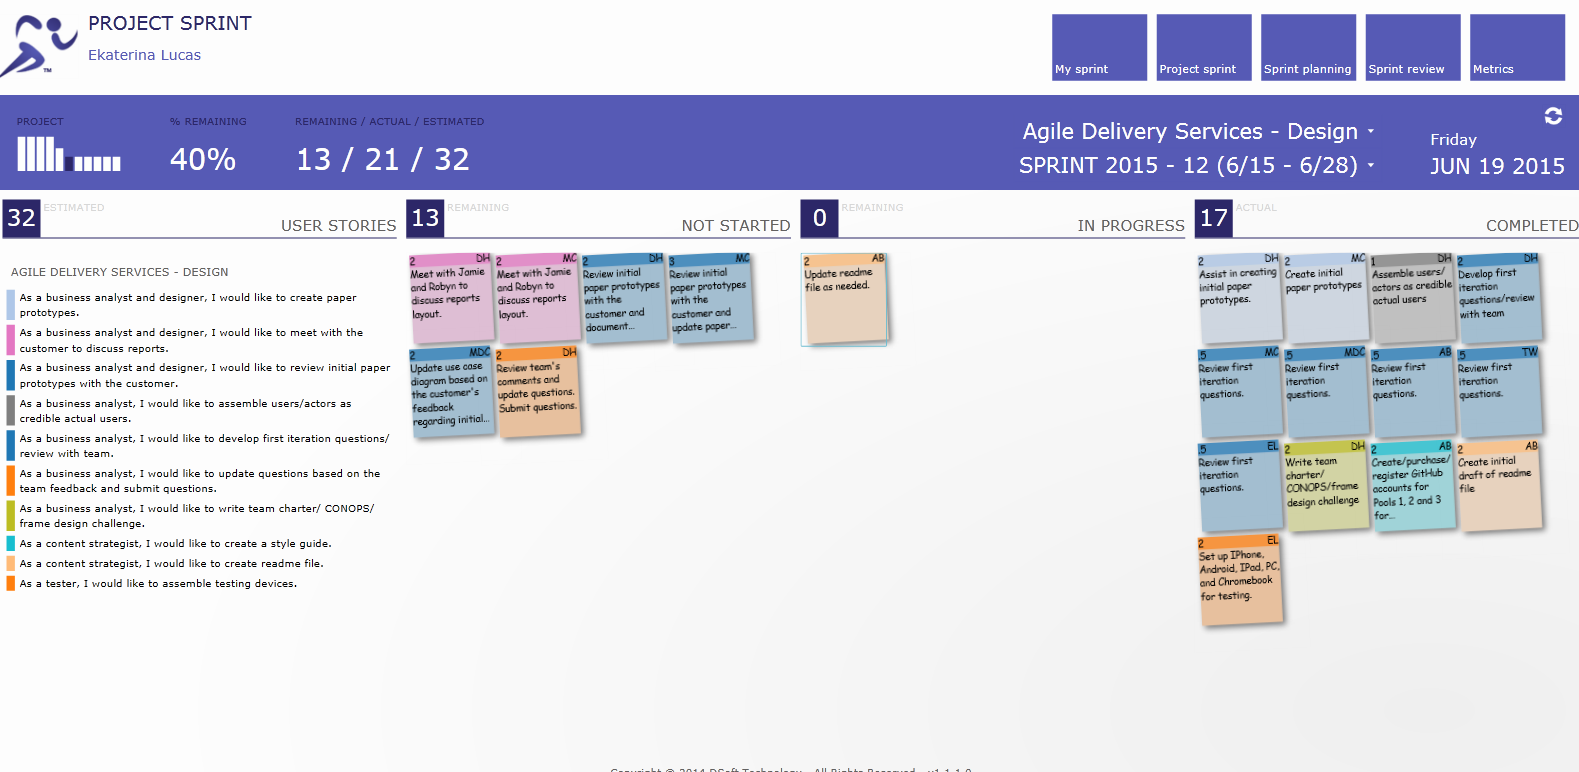 PROJECT SPRINT
Ekaterina Lucas
TM
My sprint
Project sprint
Sprint planning
Sprint review
Metrics
PROJECT
% REMAINING
REMAINING / ACTUAL / ESTIMATED
40%
13 / 21 / 32
Agile Delivery Services - Design
SPRINT 2015 - 12 (6/15 - 6/28)
Friday
JUN 19 2015
32
ESTIMATED
USER STORIES
13
REMAINING
NOT STARTED
0
REMAINING
IN PROGRESS
17
ACTUAL
COMPLETED
AGILE DELIVERY SERVICES - DESIGN
As a business analyst and designer, I would like to create paper
prototypes.
As a business analyst and designer, I would like to meet with the
customer to discuss reports.
As a business analyst and designer, I would like to review initial paper
prototypes with the customer.
As a business analyst, I would like to assemble users/actors as
credible actual users.
As a business analyst, I would like to develop first iteration questions/
review with team.
As a business analyst, I would like to update questions based on the
team feedback and submit questions.
As a business analyst, I would like to write team charter/ CONOPS/
frame design challenge.
As a content strategist, I would like to create a style guide.
As a content strategist, I would like to create readme file.
As a tester, I would like to assemble testing devices.
2 DH
Meet with Jamie
and Robyn to
discuss reports
layout.
2 MC
Meet with Jamie
and Robyn to
discuss reports
layout.
2 DH
Review initial
paper prototypes
with the
customer and
document...
3 MC
Review initial
paper prototypes
with the
customer and
update paper...
2 MDC
Update use case
diagram based on
the customer's
feedback
regarding initial...
2 DH
Review team's
comments and
update questions.
Submit questions.
2 AB
Update readme
file as needed.
2 DH
Assist in creating
initial paper
prototypes.
2 MC
Create initial
paper prototypes
1 DH
Assemble users/
actors as credible
actual users
2 DH
Develop first
iteration
questions/review
with team
.5 MC
Review first
iteration
questions.
.5 MDC
Review first
iteration
questions.
.5 AB
Review first
iteration
questions.
.5 TW
Review first
iteration
questions.
.5 EL
Review first
iteration
questions.
2 DH
Write team
charter/
CONOPS/frame
design challenge
2 AB
Create/purchase/
register GitHub
accounts for
Pools 1, 2 and 3
for...
2 AB
Create initial
draft of readme
file
2 EL
Set up IPhone,
Android, IPad, PC,
and Chromebook
for testing.
Copyright © 2014 DSoft Technology - All Rights Reserved - v1.1.1.0